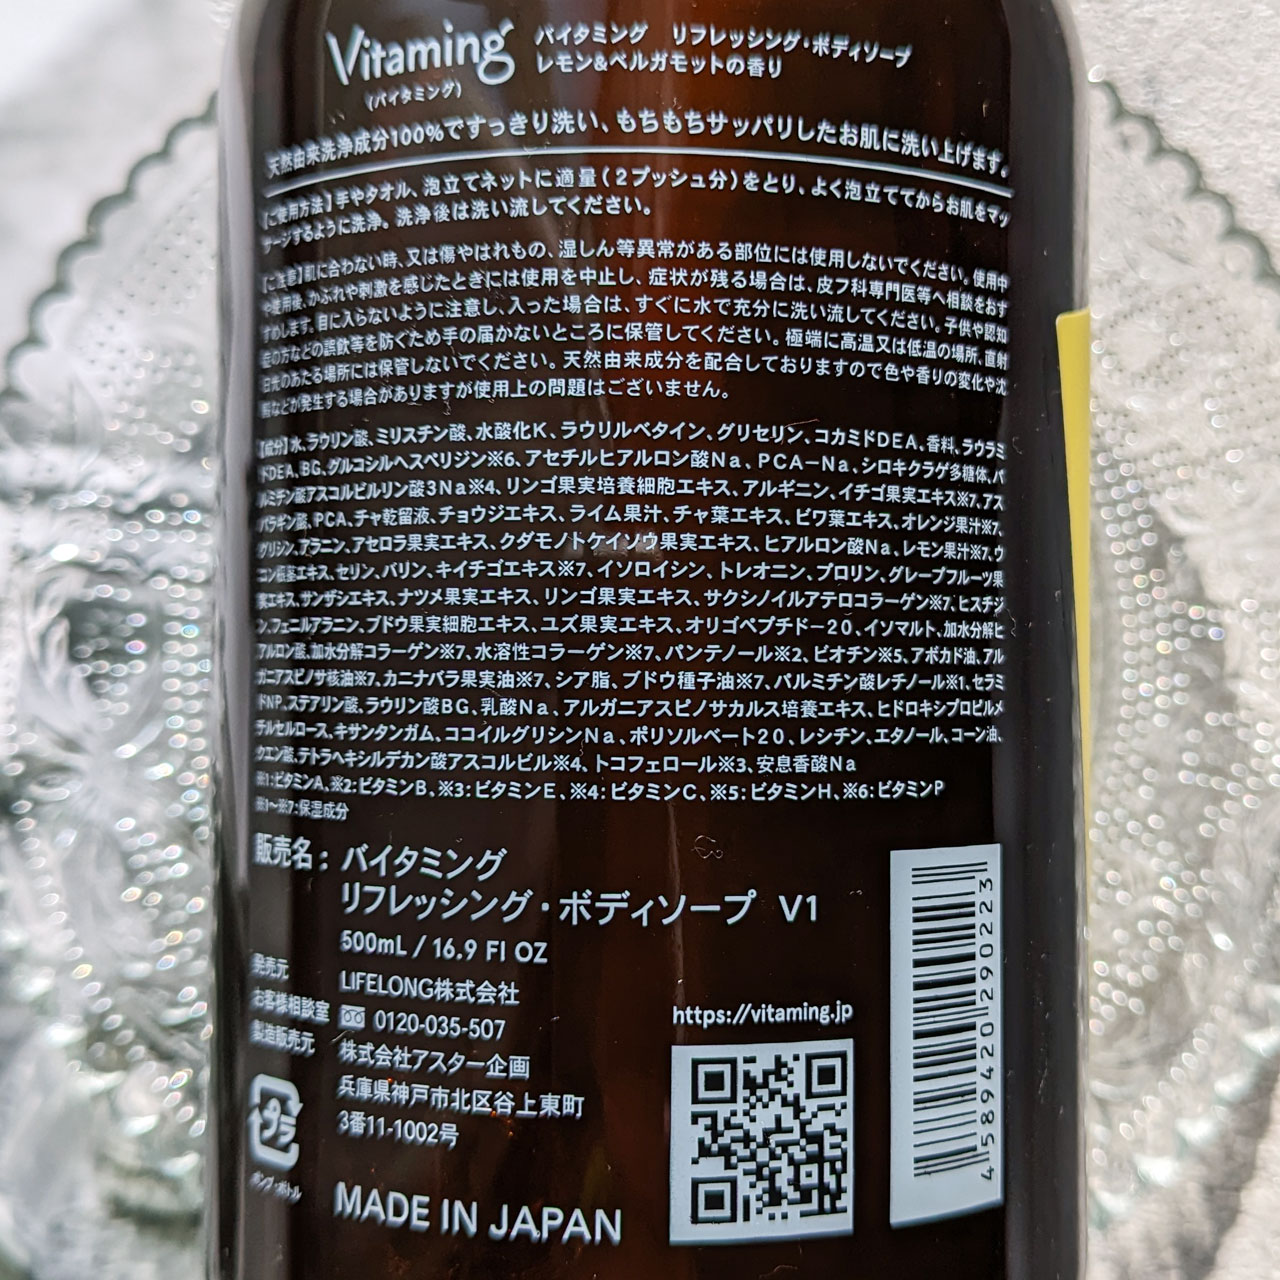 Vitaming
(バイタミング)
バイタミング リフレッシング・ボディソープ
レモン&ベルガモットの香り
天然由来洗浄成分100%ですっきり洗い、もちもちサッパリしたお肌に洗い上げます。
【ご使用方法】手やタオル、泡立てネットに適量(2プッシュ分)をとり、よく泡立ててからお肌をマッ
サージするように洗浄。洗浄後は洗い流してください。
【ご注意】肌に合わない時、又は傷やはれもの、湿しん等異常がある部位には使用しないでください。使用中
や使用後、かぶれや刺激を感じたときには使用を中止し、症状が残る場合は、皮フ科専門医等へ相談をおす
すめします。目に入らないように注意し、入った場合は、すぐに水で充分に洗い流してください。子供や認知
症の方などの誤飲等を防ぐため手の届かないところに保管してください。極端に高温又は低温の場所、直射
日光のあたる場所には保管しないでください。天然由来成分を配合しておりますので色や香りの変化や沈
殿などが発生する場合がありますが使用上の問題はございません。
【成分】水、ラウリン酸、ミリスチン酸、水酸化K、ラウリルベタイン、グリセリン、コカミドDEA、香料、ラウラミ
ドDEA、BG、グルコシルヘスペリジン※6、アセチルヒアルロン酸Na、PCA-Na、シロキクラゲ多糖体、パ
ルミチン酸アスコルビルリン酸3Na※4、リンゴ果実培養細胞エキス、アルギニン、イチゴ果実エキス※7、アス
パラギン酸、PCA、チャ乾留液、チョウジエキス、ライム果汁、チャ葉エキス、ビワ葉エキス、オレンジ果汁※7、
グリシン、アラニン、アセロラ果実エキス、クダモノトケイソウ果実エキス、ヒアルロン酸Na、レモン果汁※7、ウ
コン根茎エキス、セリン、バリン、キイチゴエキス※7、イソロイシン、トレオニン、プロリン、グレープフルーツ果
実エキス、サンザシエキス、ナツメ果実エキス、リンゴ果実エキス、サクシノイルアテロコラーゲン※7、ヒスチジ
ン、フェニルアラニン、ブドウ果実細胞エキス、ユズ果実エキス、オリゴペプチド-20、イソマルト、加水分解ヒ
アルロン酸、加水分解コラーゲン※7、水溶性コラーゲン※7、パンテノール※2、ビオチン※5、アボカド油、アル
ガニアスピノサ核油※7、カニナバラ果実油※7、シア脂、ブドウ種子油※7、パルミチン酸レチノール※1、セラミ
ドNP、ステアリン酸、ラウリン酸BG、乳酸Na、アルガニアスピノサカルス培養エキス、ヒドロキシプロピルメ
チルセルロース、キサンタンガム、ココイルグリシンNa、ポリソルベート20、レシチン、エタノール、コーン油、
クエン酸、テトラヘキシルデカン酸アスコルビル※4、トコフェロール※3、安息香酸Na
※1:ビタミンA、※2:ビタミンB、※3:ビタミンE、※4:ビタミンC、※5:ビタミンH、※6:ビタミンP
※1〜※7:保湿成分
販売名:バイタミング
リフレッシング・ボディソープ V1
500mL / 16.9 Fl OZ
発売元 LIFELONG株式会社
お客様相談室 0120-035-507
製造販売元 株式会社アスター企画
兵庫県神戸市北区谷上東町
3番11-1002号
プラ
ポンプ・ボトル
MADE IN JAPAN
https://vitaming.jp
4 589420 290223